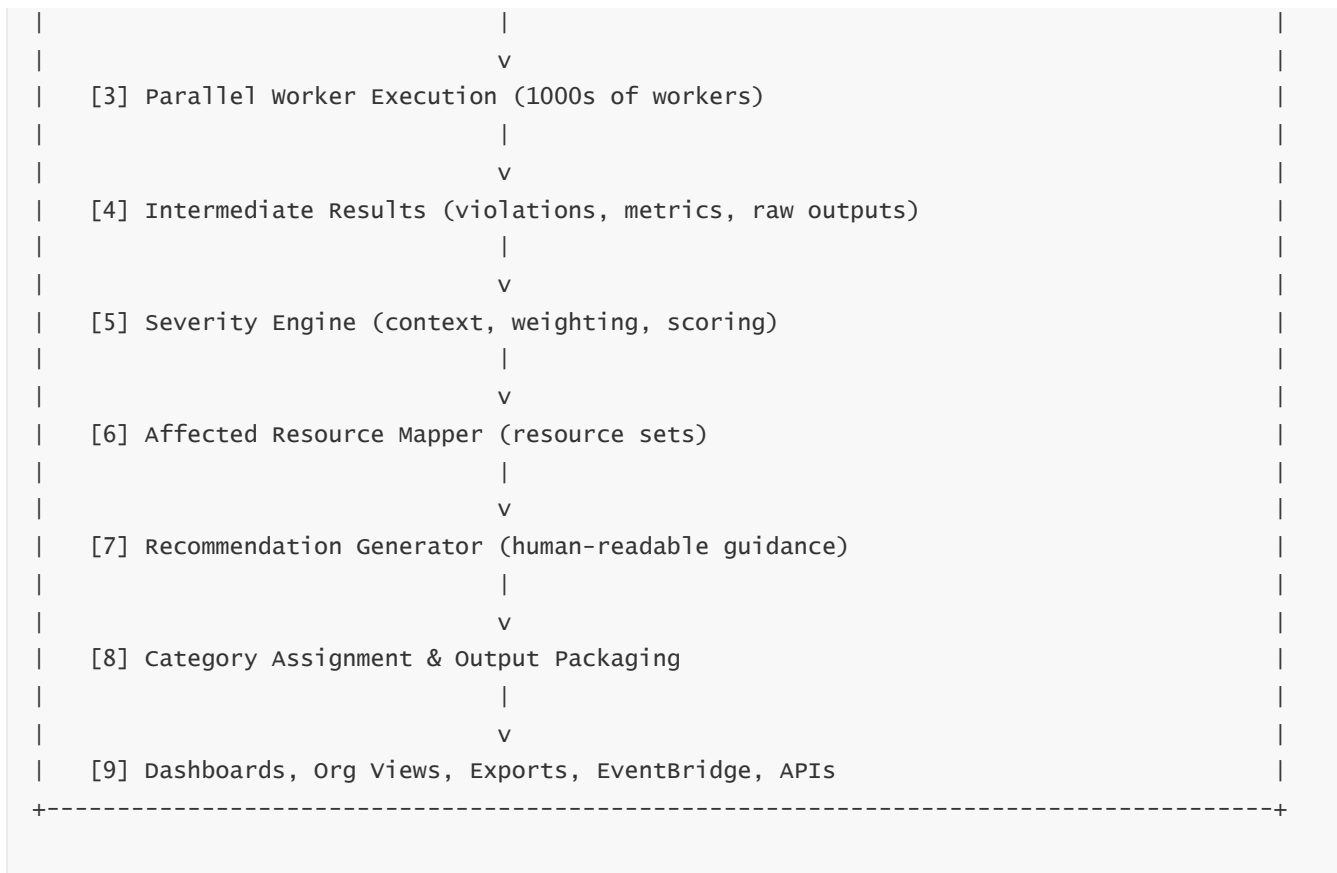 |                                 |                                                       |
|                                 v                                                       |
|   [3] Parallel Worker Execution (1000s of workers)                                      |
|                                 |                                                       |
|                                 v                                                       |
|   [4] Intermediate Results (violations, metrics, raw outputs)                           |
|                                 |                                                       |
|                                 v                                                       |
|   [5] Severity Engine (context, weighting, scoring)                                     |
|                                 |                                                       |
|                                 v                                                       |
|   [6] Affected Resource Mapper (resource sets)                                          |
|                                 |                                                       |
|                                 v                                                       |
|   [7] Recommendation Generator (human-readable guidance)                                |
|                                 |                                                       |
|                                 v                                                       |
|   [8] Category Assignment & Output Packaging                                            |
|                                 |                                                       |
|                                 v                                                       |
|   [9] Dashboards, Org Views, Exports, EventBridge, APIs                                 |
+-----------------------------------------------------------------------------------------+